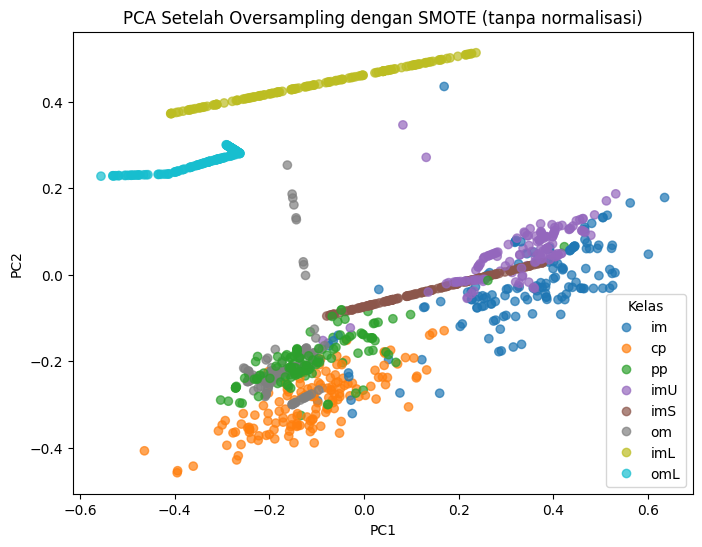 PCA Setelah Oversampling dengan SMOTE (tanpa normalisasi)
0.4
0.2
0.0
−0.2
−0.4
PC2
−0.6
−0.4
−0.2
0.0
0.2
0.4
0.6
PC1
Kelas
im
cp
pp
imU
imS
om
imL
omL